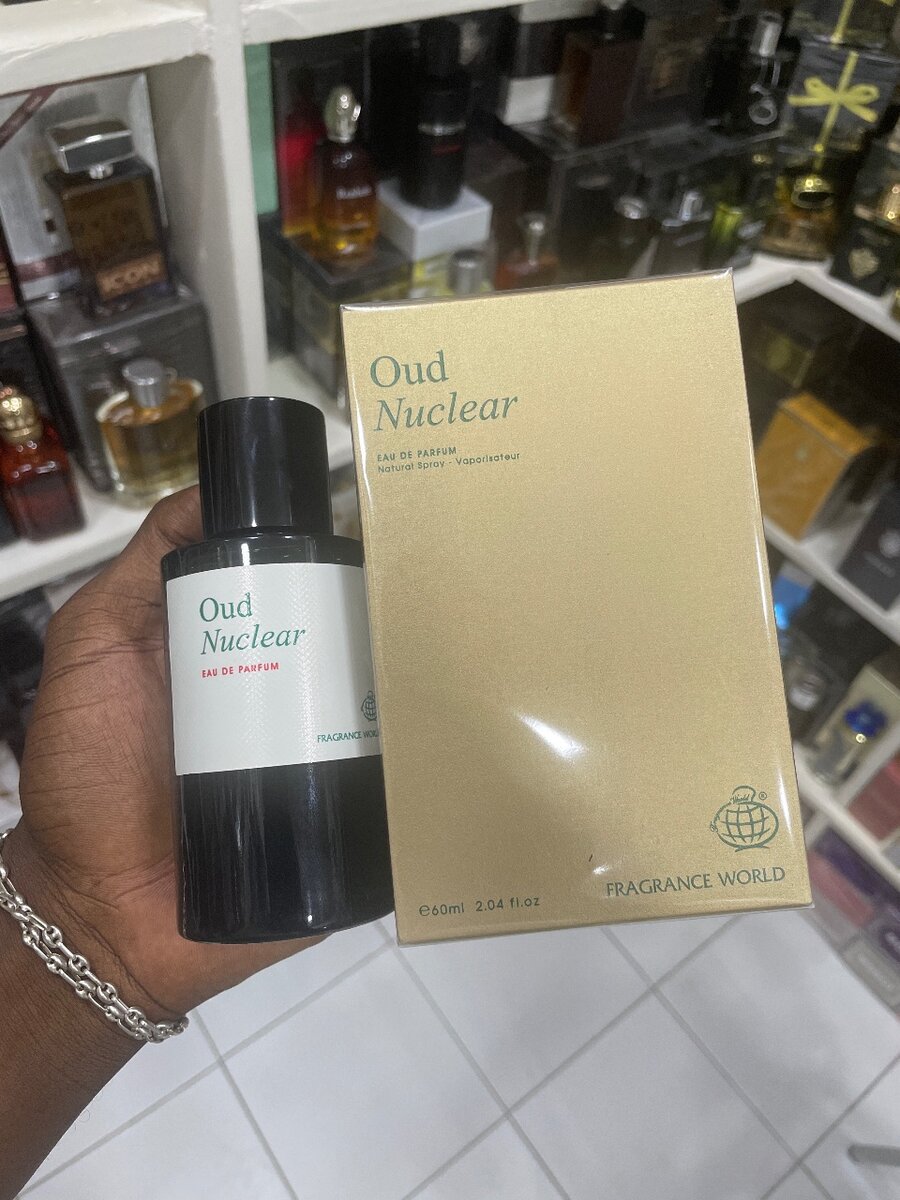 Oud
Nuclear
EAU DE PARFUM
Natural Spray - Vaporisateur
Fragrance World ®
FRAGRANCE WORLD
℮60ml 2.04 fl.oz
Oud
Nuclear
EAU DE PARFUM
FRAGRANCE
ICON